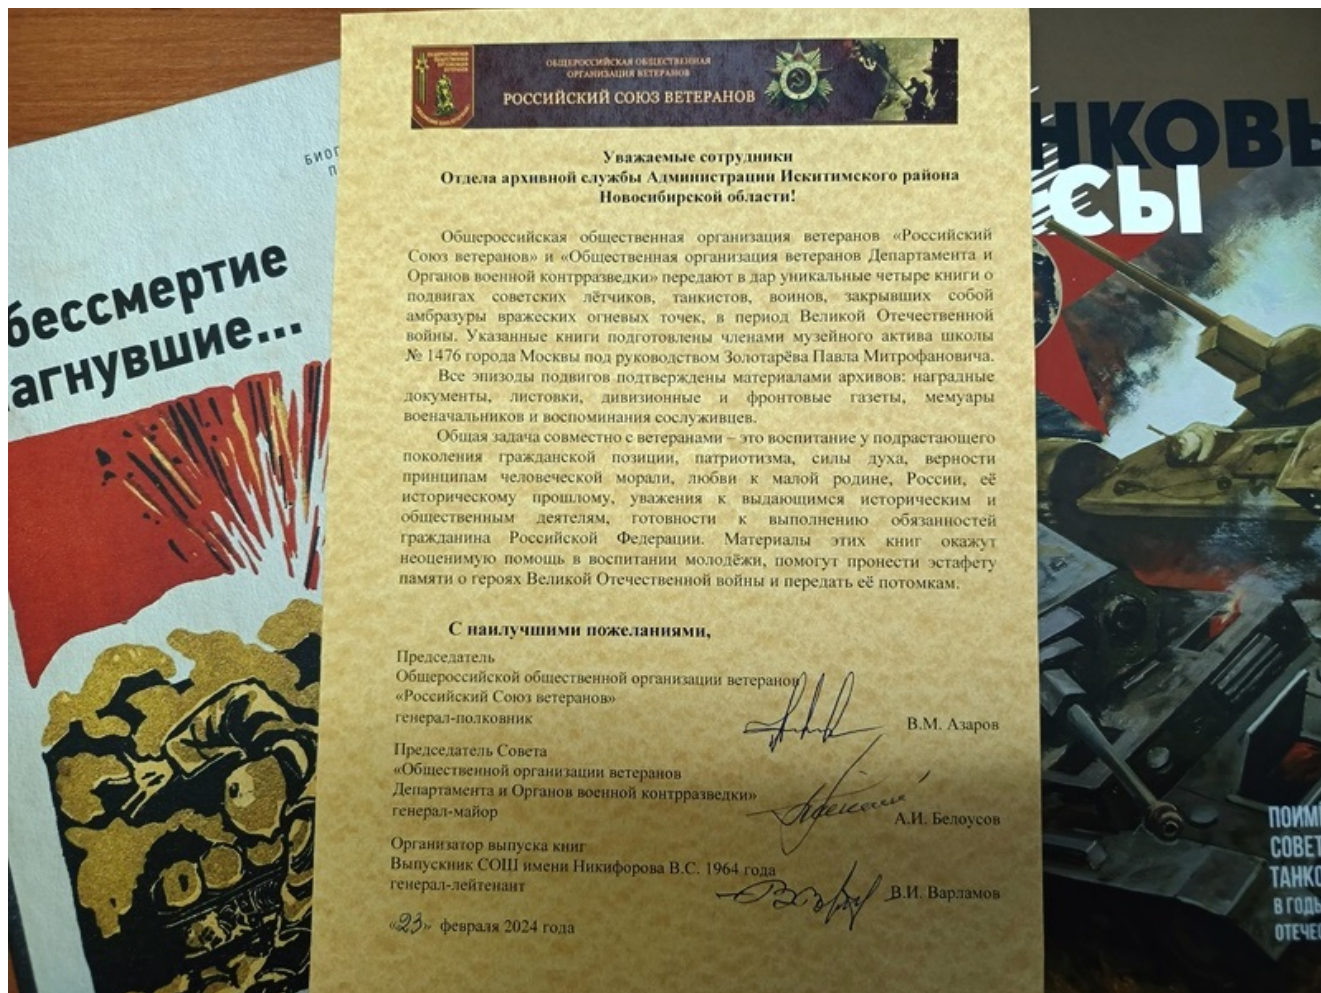 ОБЩЕРОССИЙСКАЯ ОБЩЕСТВЕННАЯ
ОРГАНИЗАЦИЯ ВЕТЕРАНОВ
РОССИЙСКИЙ СОЮЗ ВЕТЕРАНОВ
Уважаемые сотрудники
Отдела архивной службы Администрации Искитимского района
Новосибирской области!
Общероссийская общественная организация ветеранов «Российский
Союз ветеранов» и «Общественная организация ветеранов Департамента и
Органов военной контрразведки» передают в дар уникальные четыре книги о
подвигах советских лётчиков, танкистов, воинов, закрывших собой
амбразуры вражеских огневых точек, в период Великой Отечественной
войны. Указанные книги подготовлены членами музейного актива школы
№ 1476 города Москвы под руководством Золотарёва Павла Митрофановича.
Все эпизоды подвигов подтверждены материалами архивов: наградные
документы, листовки, дивизионные и фронтовые газеты, мемуары
военачальников и воспоминания сослуживцев.
Общая задача совместно с ветеранами – это воспитание у подрастающего
поколения гражданской позиции, патриотизма, силы духа, верности
принципам человеческой морали, любви к малой родине, России, её
историческому прошлому, уважения к выдающимся историческим и
общественным деятелям, готовности к выполнению обязанностей
гражданина Российской Федерации. Материалы этих книг окажут
неоценимую помощь в воспитании молодёжи, помогут пронести эстафету
памяти о героях Великой Отечественной войны и передать её потомкам.
С наилучшими пожеланиями,
Председатель
Общероссийской общественной организации ветеранов
«Российский Союз ветеранов»
генерал-полковник
В.М. Азаров
Председатель Совета
«Общественной организации ветеранов
Департамента и Органов военной контрразведки»
генерал-майор
А.И. Белоусов
Организатор выпуска книг
Выпускник СОШ имени Никифорова В.С. 1964 года
генерал-лейтенант
В.И. Варламов
«23» февраля 2024 года
БИОГ
П
бессмертие
агнувшие...
НКОВЫ
СЫ
ПОИМ
СОВЕТ
ТАНКО
В ГОДЫ
ОТЕЧЕС